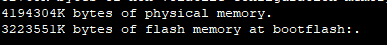 4194304K bytes of physical memory.
3223551K bytes of flash memory at bootflash:.